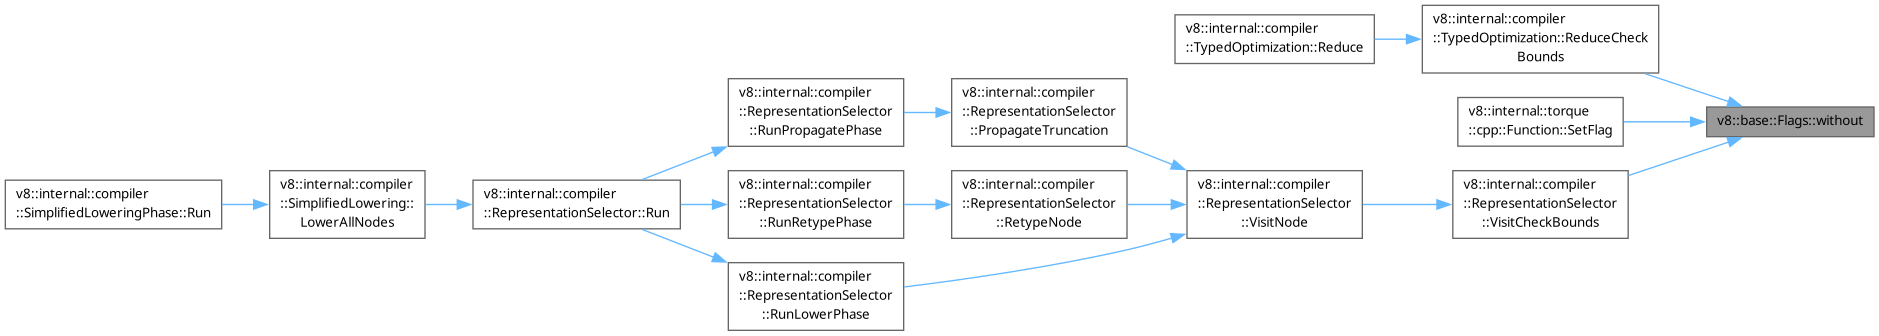 v8::internal::compiler
::TypedOptimization::Reduce
v8::internal::compiler
::TypedOptimization::ReduceCheck
Bounds
v8::internal::compiler
::RepresentationSelector
::RunPropagatePhase
v8::internal::compiler
::RepresentationSelector
::PropagateTruncation
v8::internal::torque
::cpp::Function::SetFlag
v8::base::Flags::without
v8::internal::compiler
::SimplifiedLoweringPhase::Run
v8::internal::compiler
::SimplifiedLowering::
LowerAllNodes
v8::internal::compiler
::RepresentationSelector::Run
v8::internal::compiler
::RepresentationSelector
::RunRetypePhase
v8::internal::compiler
::RepresentationSelector
::RetypeNode
v8::internal::compiler
::RepresentationSelector
::VisitNode
v8::internal::compiler
::RepresentationSelector
::VisitCheckBounds
v8::internal::compiler
::RepresentationSelector
::RunLowerPhase